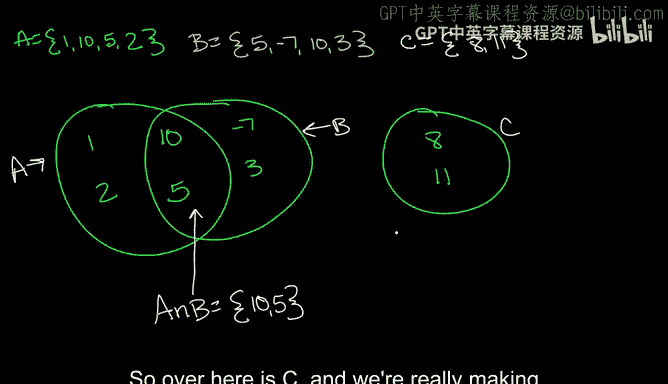 GPT中英字幕课程资源@bilibili
GPT中英字幕课程资源 bilibili
A={1,10,5,2} B={5,-7,10,3} C={8,11}
A
1
2
10
5
-7
3
B
8
11
C
A∩B={10,5}
So over here is C, and we're really making